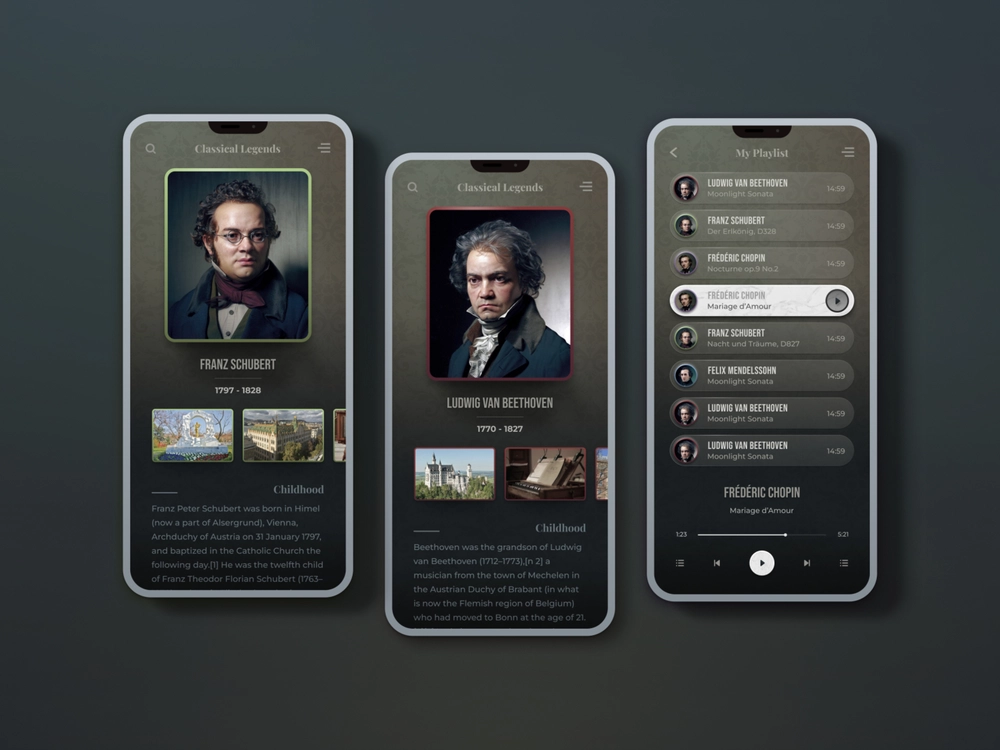 Classical Legends
FRANZ SCHUBERT
1797 - 1828
Childhood
Franz Peter Schubert was born in Himel
(now a part of Alsergrund), Vienna,
Archduchy of Austria on 31 January 1797,
and baptized in the Catholic Church the
following day.[1] He was the twelfth child
of Franz Theodor Florian Schubert (1763–
Classical Legends
LUDWIG VAN BEETHOVEN
1770 - 1827
Childhood
Beethoven was the grandson of Ludwig
van Beethoven (1712–1773),[n 2] a
musician from the town of Mechelen in
the Austrian Duchy of Brabant (in what
is now the Flemish region of Belgium)
who had moved to Bonn at the age of 21.
My Playlist
LUDWIG VAN BEETHOVEN
Moonlight Sonata
14:59
FRANZ SCHUBERT
Der Erlkönig, D328
14:59
FRÉDÉRIC CHOPIN
Nocturne op.9 No.2
14:59
FRÉDÉRIC CHOPIN
Mariage d'Amour
FRANZ SCHUBERT
Nacht und Träume, D827
14:59
FELIX MENDELSSOHN
Moonlight Sonata
14:59
LUDWIG VAN BEETHOVEN
Moonlight Sonata
14:59
LUDWIG VAN BEETHOVEN
Moonlight Sonata
14:59
FRÉDÉRIC CHOPIN
Mariage d'Amour
1:23
5:21